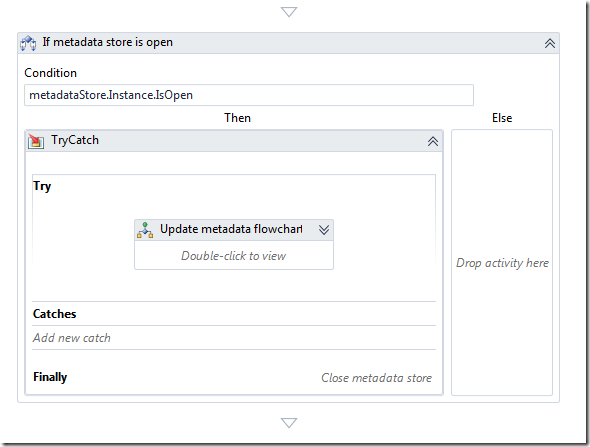 If metadata store is open
Condition
metadataStore.Instance.IsOpen
Then
Else
TryCatch
Try
Update metadata flowchart
Double-click to view
Drop activity here
Catches
Add new catch
Finally
Close metadata store